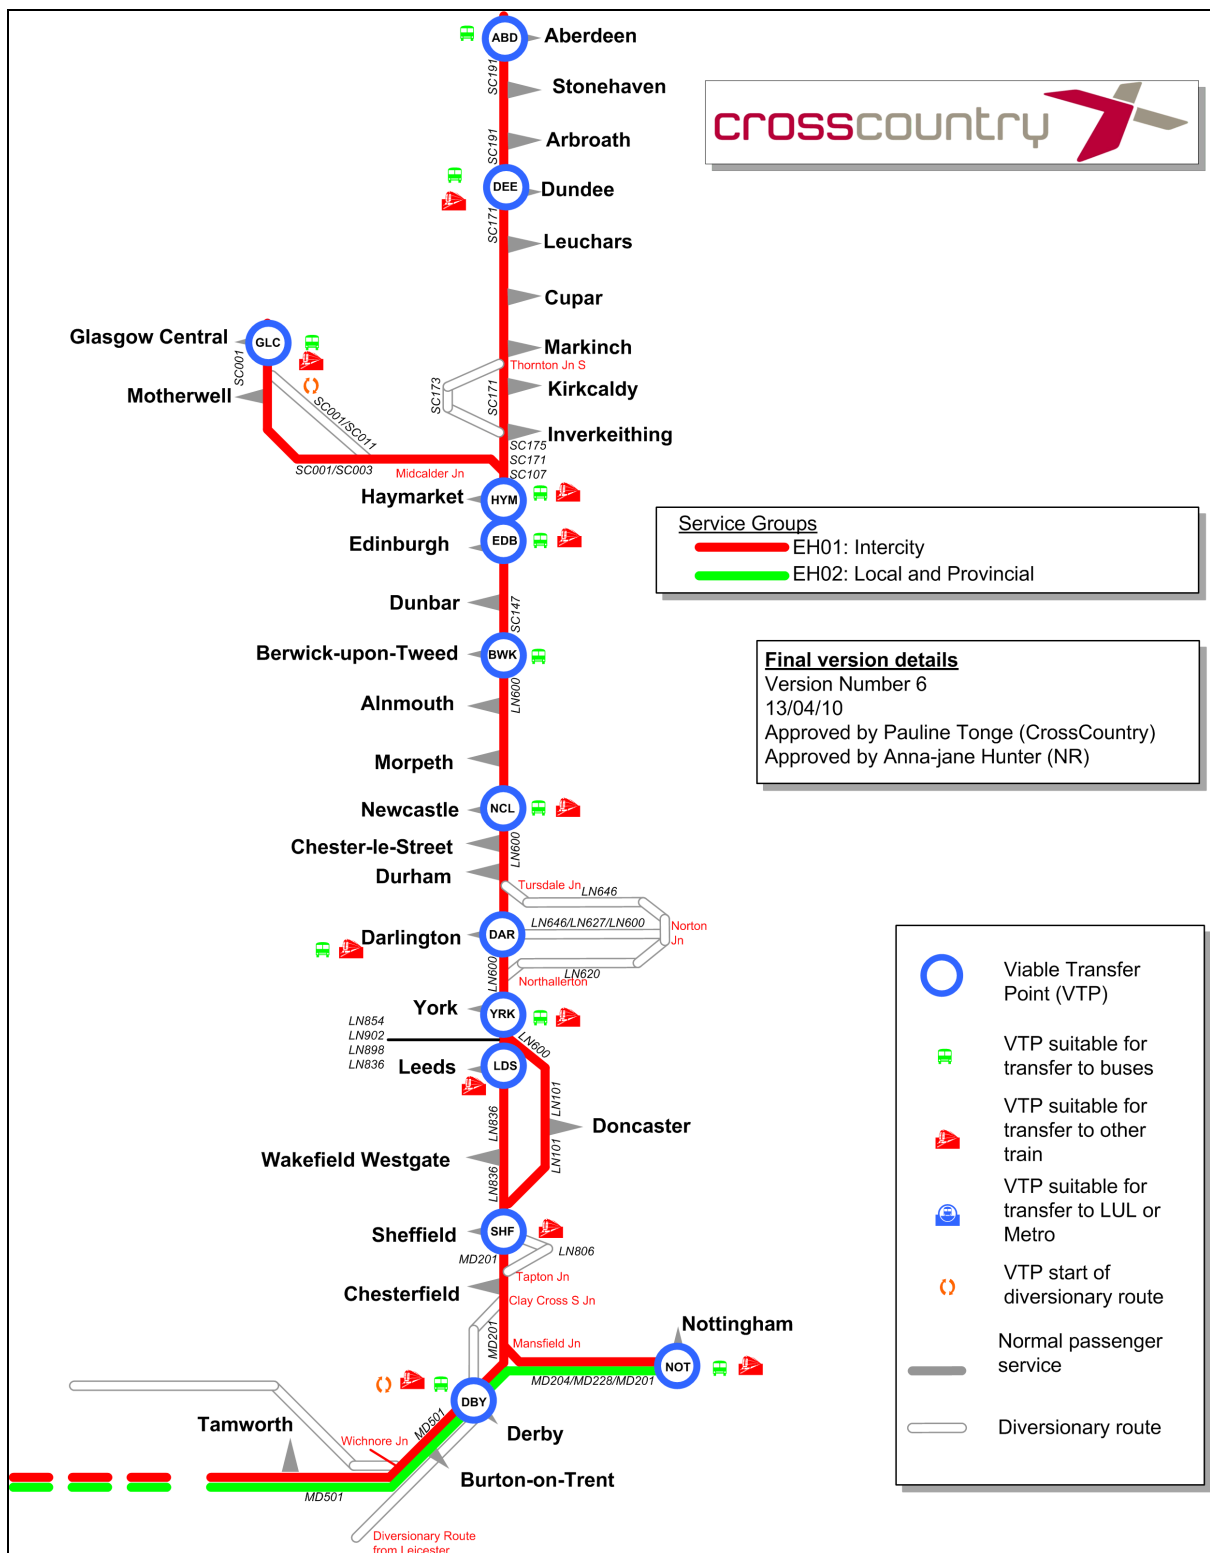 ABD
Aberdeen
SC191
Stonehaven
crosscountry
SC191
Arbroath
DEE
Dundee
SC171
Leuchars
Cupar
Glasgow Central
GLC
Markinch
SC001
Thornton Jn S
Motherwell
SC173
SC171
Kirkcaldy
SC001/SC011
Inverkeithing
SC175
SC171
SC107
SC001/SC003
Midcalder Jn
Haymarket
HYM
Edinburgh
EDB
Service Groups
EH01: Intercity
EH02: Local and Provincial
Dunbar
SC147
Berwick-upon-Tweed
BWK
LN600
Final version details
Version Number 6
13/04/10
Approved by Pauline Tonge (CrossCountry)
Approved by Anna-jane Hunter (NR)
Alnmouth
Morpeth
Newcastle
NCL
Chester-le-Street
LN600
Durham
Tursdale Jn
LN646
LN646/LN627/LN600
Norton
Jn
Darlington
DAR
LN600
LN620
Northallerton
York
YRK
LN854
LN902
LN898
LN836
LN600
Leeds
LDS
LN836
LN101
Doncaster
LN101
Wakefield Westgate
LN836
Sheffield
SHF
MD201
LN806
Tapton Jn
Chesterfield
Clay Cross S Jn
MD201
Mansfield Jn
Nottingham
NOT
MD204/MD228/MD201
DBY
Derby
MD501
Tamworth
Wichnore Jn
Burton-on-Trent
MD501
Diversionary Route
from Leicester
Viable Transfer
Point (VTP)
VTP suitable for
transfer to buses
VTP suitable for
transfer to other
train
VTP suitable for
transfer to LUL or
Metro
VTP start of
diversionary route
Normal passenger
service
Diversionary route